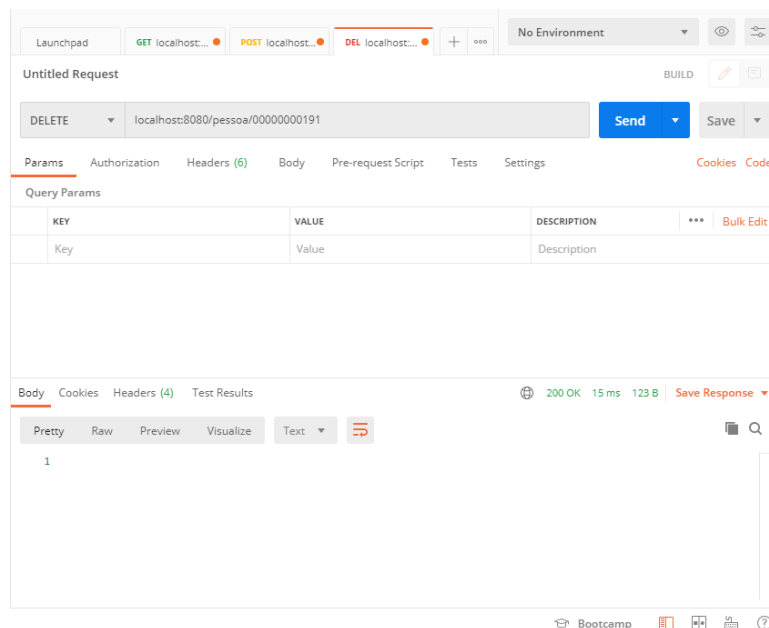 Launchpad GET localhost:... POST localhost... DEL localhost:... No Environment
Untitled Request BUILD
DELETE localhost:8080/pessoa/00000000191 Send Save
Params Authorization Headers (6) Body Pre-request Script Tests Settings Cookies Code
Query Params
KEY VALUE DESCRIPTION ••• Bulk Edit
Key Value Description
Body Cookies Headers (4) Test Results 200 OK 15 ms 123 B Save Response
Pretty Raw Preview Visualize Text
1
Bootcamp